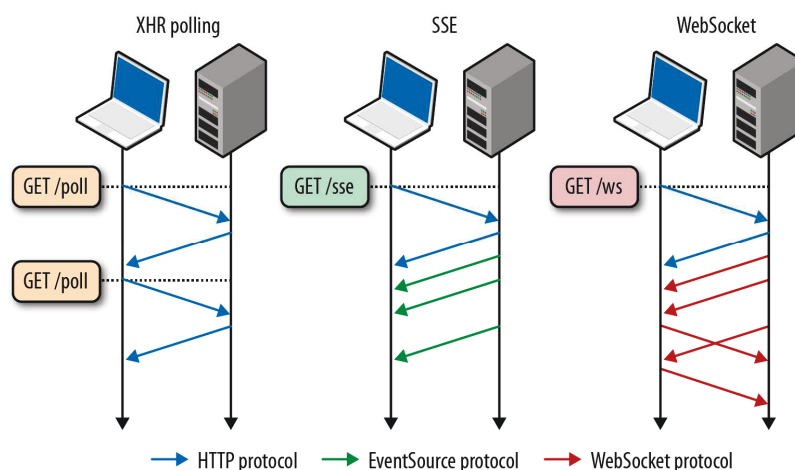 XHR polling
SSE
WebSocket
GET /poll
GET /sse
GET /ws
GET /poll
HTTP protocol
EventSource protocol
WebSocket protocol